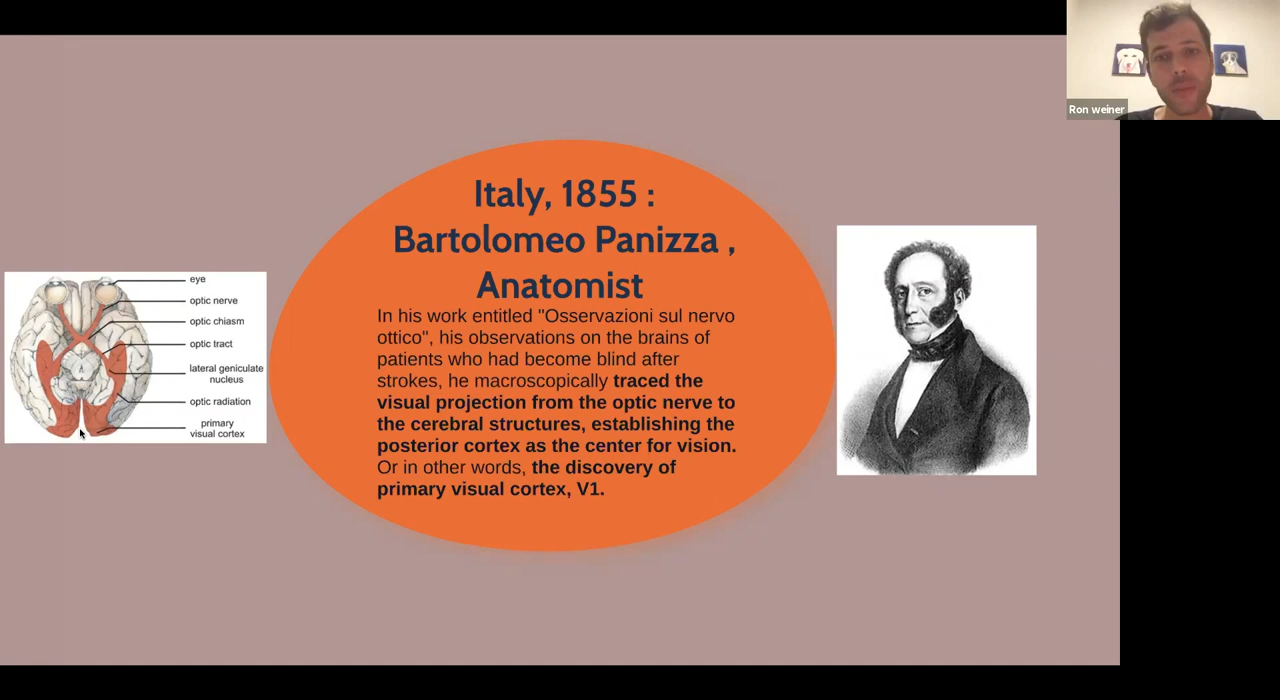 Ron weiner
Italy, 1855 :
Bartolomeo Panizza ,
Anatomist
In his work entitled "Osservazioni sul nervo
ottico", his observations on the brains of
patients who had become blind after
strokes, he macroscopically traced the
visual projection from the optic nerve to
the cerebral structures, establishing the
posterior cortex as the center for vision.
Or in other words, the discovery of
primary visual cortex, V1.
eye
optic nerve
optic chiasm
optic tract
lateral geniculate
nucleus
optic radiation
primary
visual cortex